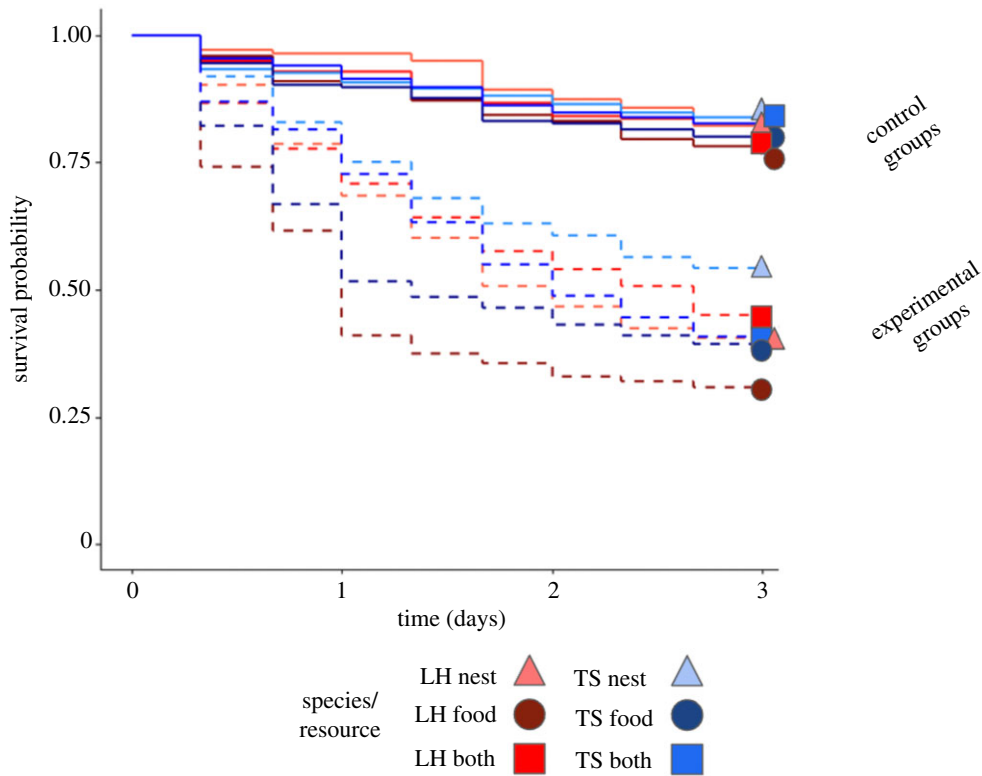 1.00
0.75
0.50
0.25
0
survival probability
0 1 2 3
time (days)
control
groups
experimental
groups
species/
resource
LH nest TS nest
LH food TS food
LH both TS both